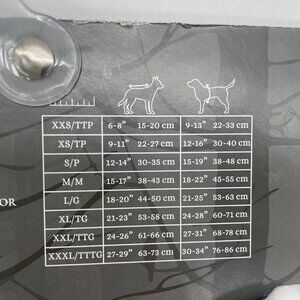 XXS/TTP 6-8" 15-20 cm 9-13" 22-33 cm
XS/TP 9-11" 22-27 cm 12-16" 30-40 cm
S/P 12-14" 30-35 cm 15-19" 38-48 cm
M/M 15-17" 38-43 cm 18-22" 45-55 cm
L/G 18-20" 44-50 cm 21-25" 53-63 cm
OR
XL/TG 21-23" 53-58 cm 24-28" 60-71 cm
XXL/TTG 24-26" 61-66 cm 27-31" 68-78 cm
XXXL/TTTG 27-29" 63-73 cm 30-34" 76-86 cm